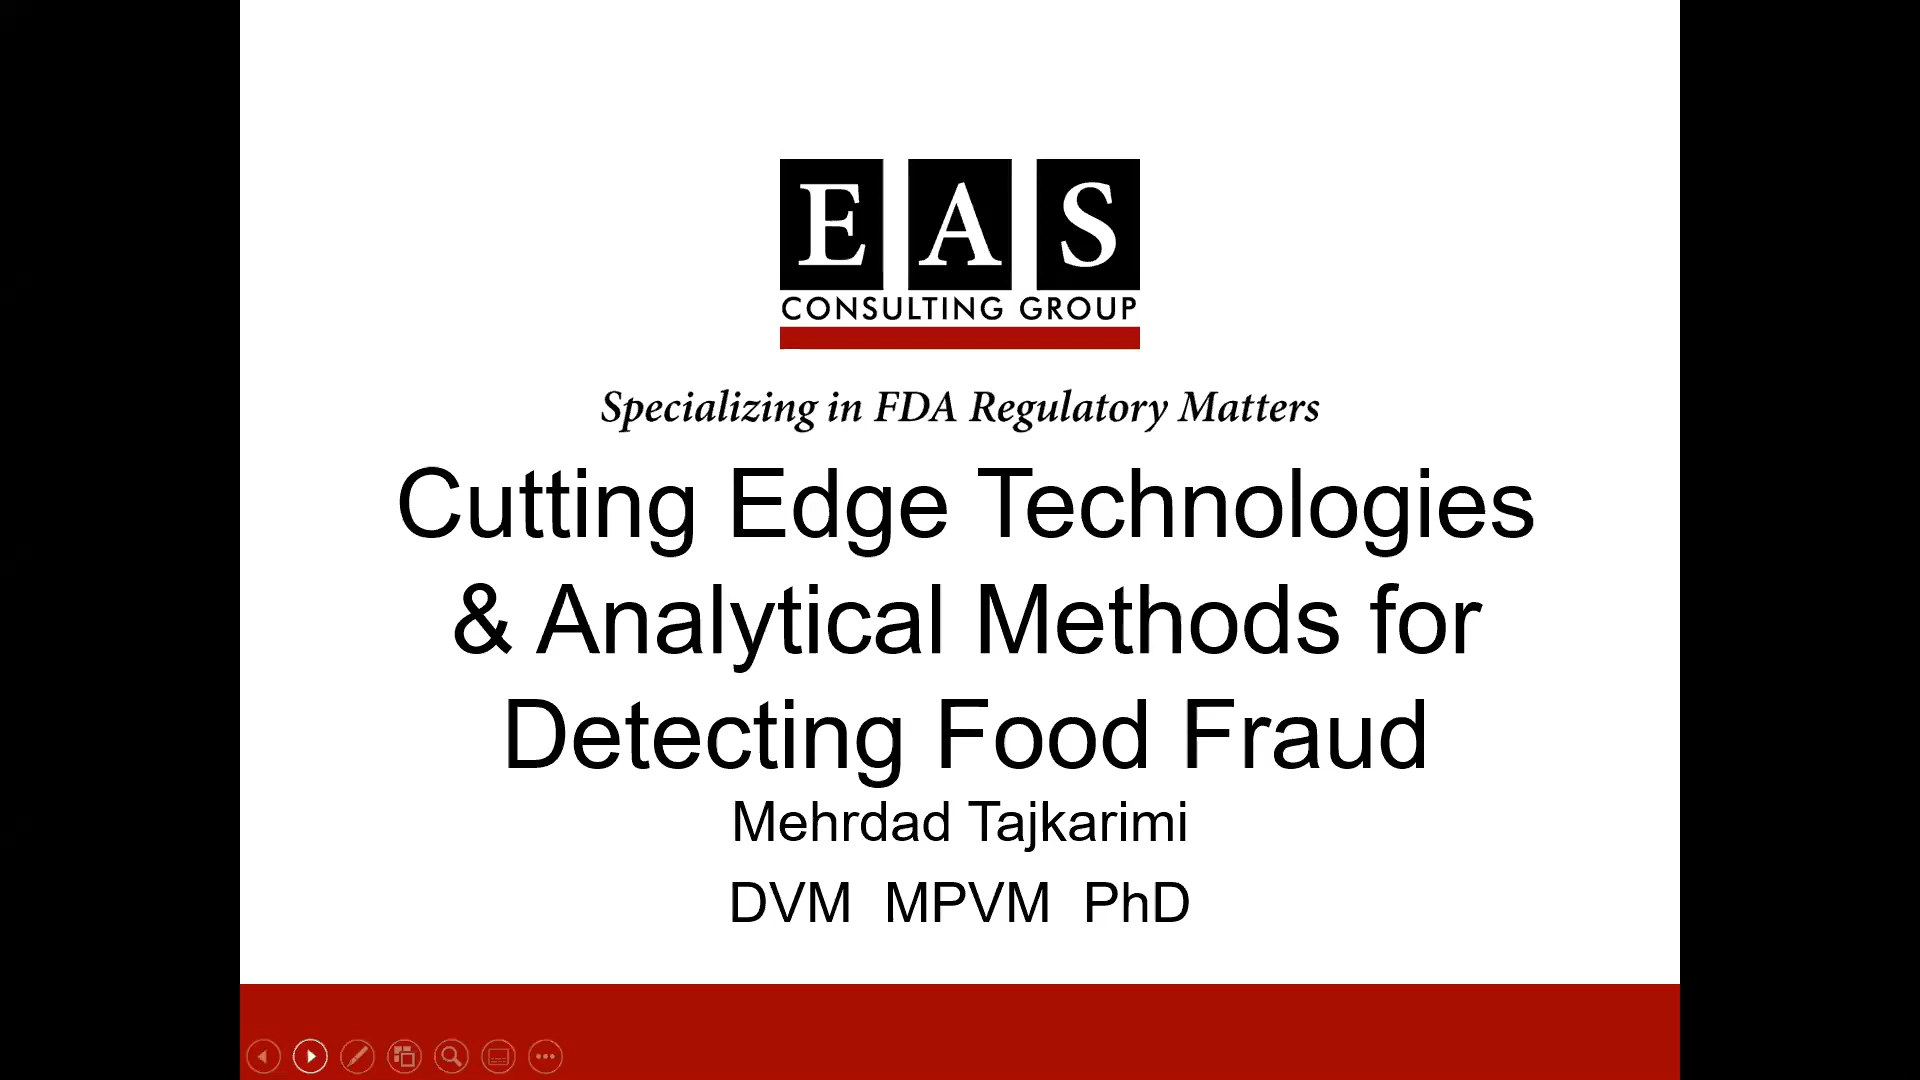 EAS
CONSULTING GROUP
Specializing in FDA Regulatory Matters
Cutting Edge Technologies
& Analytical Methods for
Detecting Food Fraud
Mehrdad Tajkarimi
DVM MPVM PhD